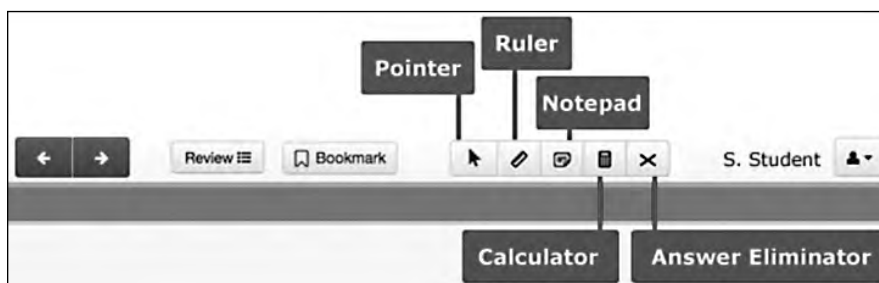 Ruler
Pointer
Notepad
Review
Bookmark
S. Student
Calculator
Answer Eliminator